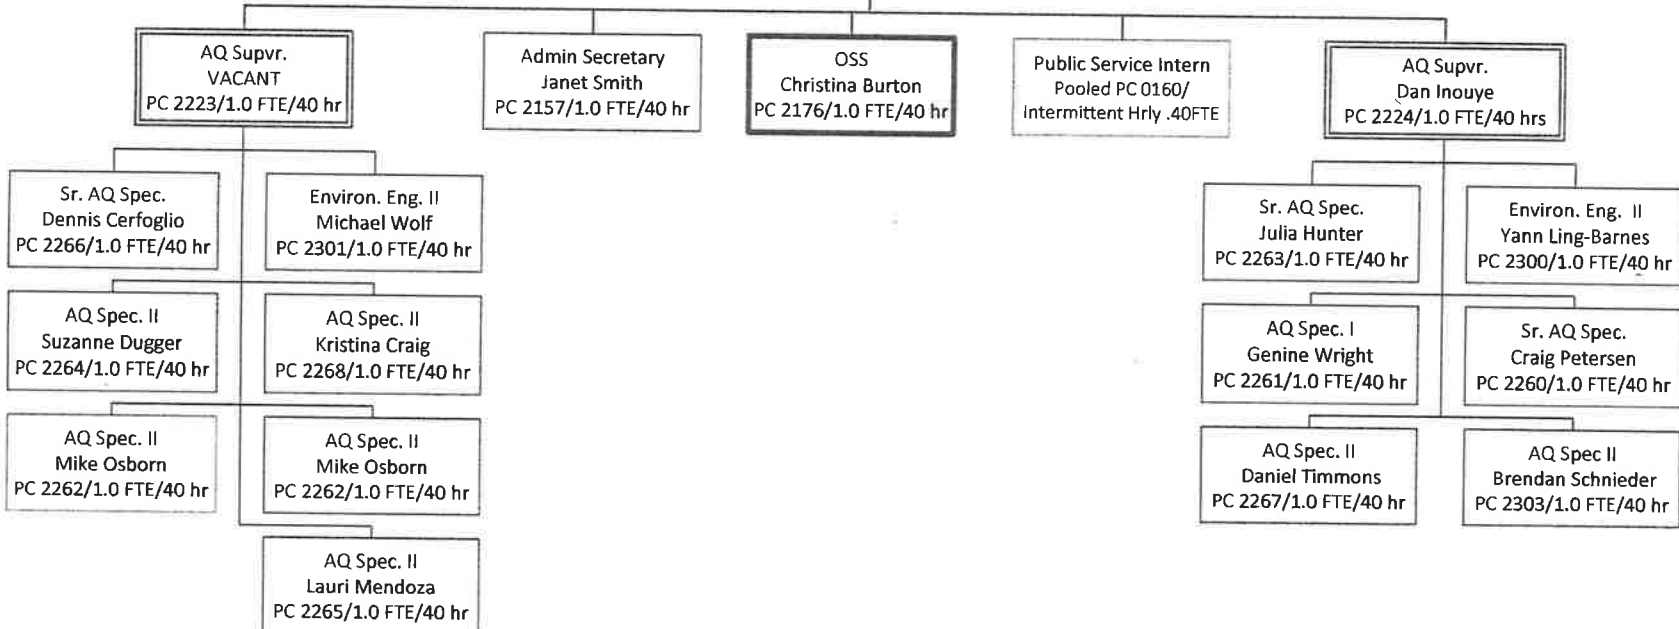 AQ Supvr.
VACANT
PC 2223/1.0 FTE/40 hr
Admin Secretary
Janet Smith
PC 2157/1.0 FTE/40 hr
OSS
Christina Burton
PC 2176/1.0 FTE/40 hr
Public Service Intern
Pooled PC 0160/
Intermittent Hrly .40FTE
AQ Supvr.
Dan Inouye
PC 2224/1.0 FTE/40 hrs
Sr. AQ Spec.
Dennis Cerfoglio
PC 2266/1.0 FTE/40 hr
Environ. Eng. II
Michael Wolf
PC 2301/1.0 FTE/40 hr
Sr. AQ Spec.
Julia Hunter
PC 2263/1.0 FTE/40 hr
Environ. Eng. II
Yann Ling-Barnes
PC 2300/1.0 FTE/40 hr
AQ Spec. II
Suzanne Dugger
PC 2264/1.0 FTE/40 hr
AQ Spec. II
Kristina Craig
PC 2268/1.0 FTE/40 hr
AQ Spec. I
Genine Wright
PC 2261/1.0 FTE/40 hr
Sr. AQ Spec.
Craig Petersen
PC 2260/1.0 FTE/40 hr
AQ Spec. II
Mike Osborn
PC 2262/1.0 FTE/40 hr
AQ Spec. II
Mike Osborn
PC 2262/1.0 FTE/40 hr
AQ Spec. II
Daniel Timmons
PC 2267/1.0 FTE/40 hr
AQ Spec II
Brendan Schnieder
PC 2303/1.0 FTE/40 hr
AQ Spec. II
Lauri Mendoza
PC 2265/1.0 FTE/40 hr